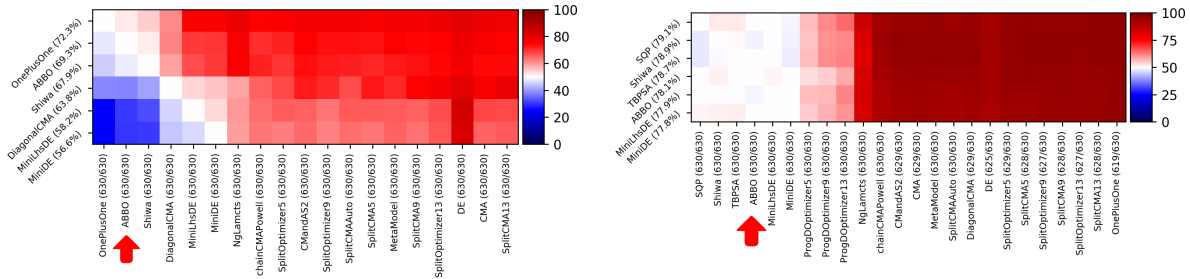 OnePlusOne (72.3%)
ABBO (69.3%)
Shiwa (67.9%)
DiagonalCMA (63.8%)
MiniLhsDE (58.2%)
MiniDE (56.6%)
OnePlusOne (630/630)
ABBO (630/630)
Shiwa (630/630)
DiagonalCMA (630/630)
MiniLhsDE (630/630)
MiniDE (630/630)
NgLamcts (630/630)
chainCMAPowell (630/630)
SplitOptimizer5 (630/630)
CMandAS2 (630/630)
SplitOptimizer9 (630/630)
SplitCMAAuto (630/630)
SplitCMA5 (630/630)
MetaModel (630/630)
SplitCMA9 (630/630)
SplitOptimizer13 (630/630)
DE (630/630)
CMA (630/630)
SplitCMA13 (630/630)
100
80
60
40
20
0
SQP (79.1%)
Shiwa (78.9%)
TBPSA (78.7%)
ABBO (78.1%)
MiniLhsDE (77.9%)
MiniDE (77.8%)
SQP (630/630)
Shiwa (630/630)
TBPSA (630/630)
ABBO (630/630)
MiniLhsDE (630/630)
MiniDE (630/630)
ProgDOptimizer5 (630/630)
ProgDOptimizer9 (630/630)
ProgDOptimizer13 (630/630)
NgLamcts (630/630)
chainCMAPowell (630/630)
CMandAS2 (629/630)
CMA (629/630)
MetaModel (630/630)
SplitCMAAuto (630/630)
DiagonalCMA (629/630)
DE (625/630)
SplitOptimizer5 (629/630)
SplitCMA5 (628/630)
SplitOptimizer9 (627/630)
SplitCMA9 (628/630)
SplitOptimizer13 (627/630)
SplitCMA13 (628/630)
OnePlusOne (619/630)
100
75
50
25
0